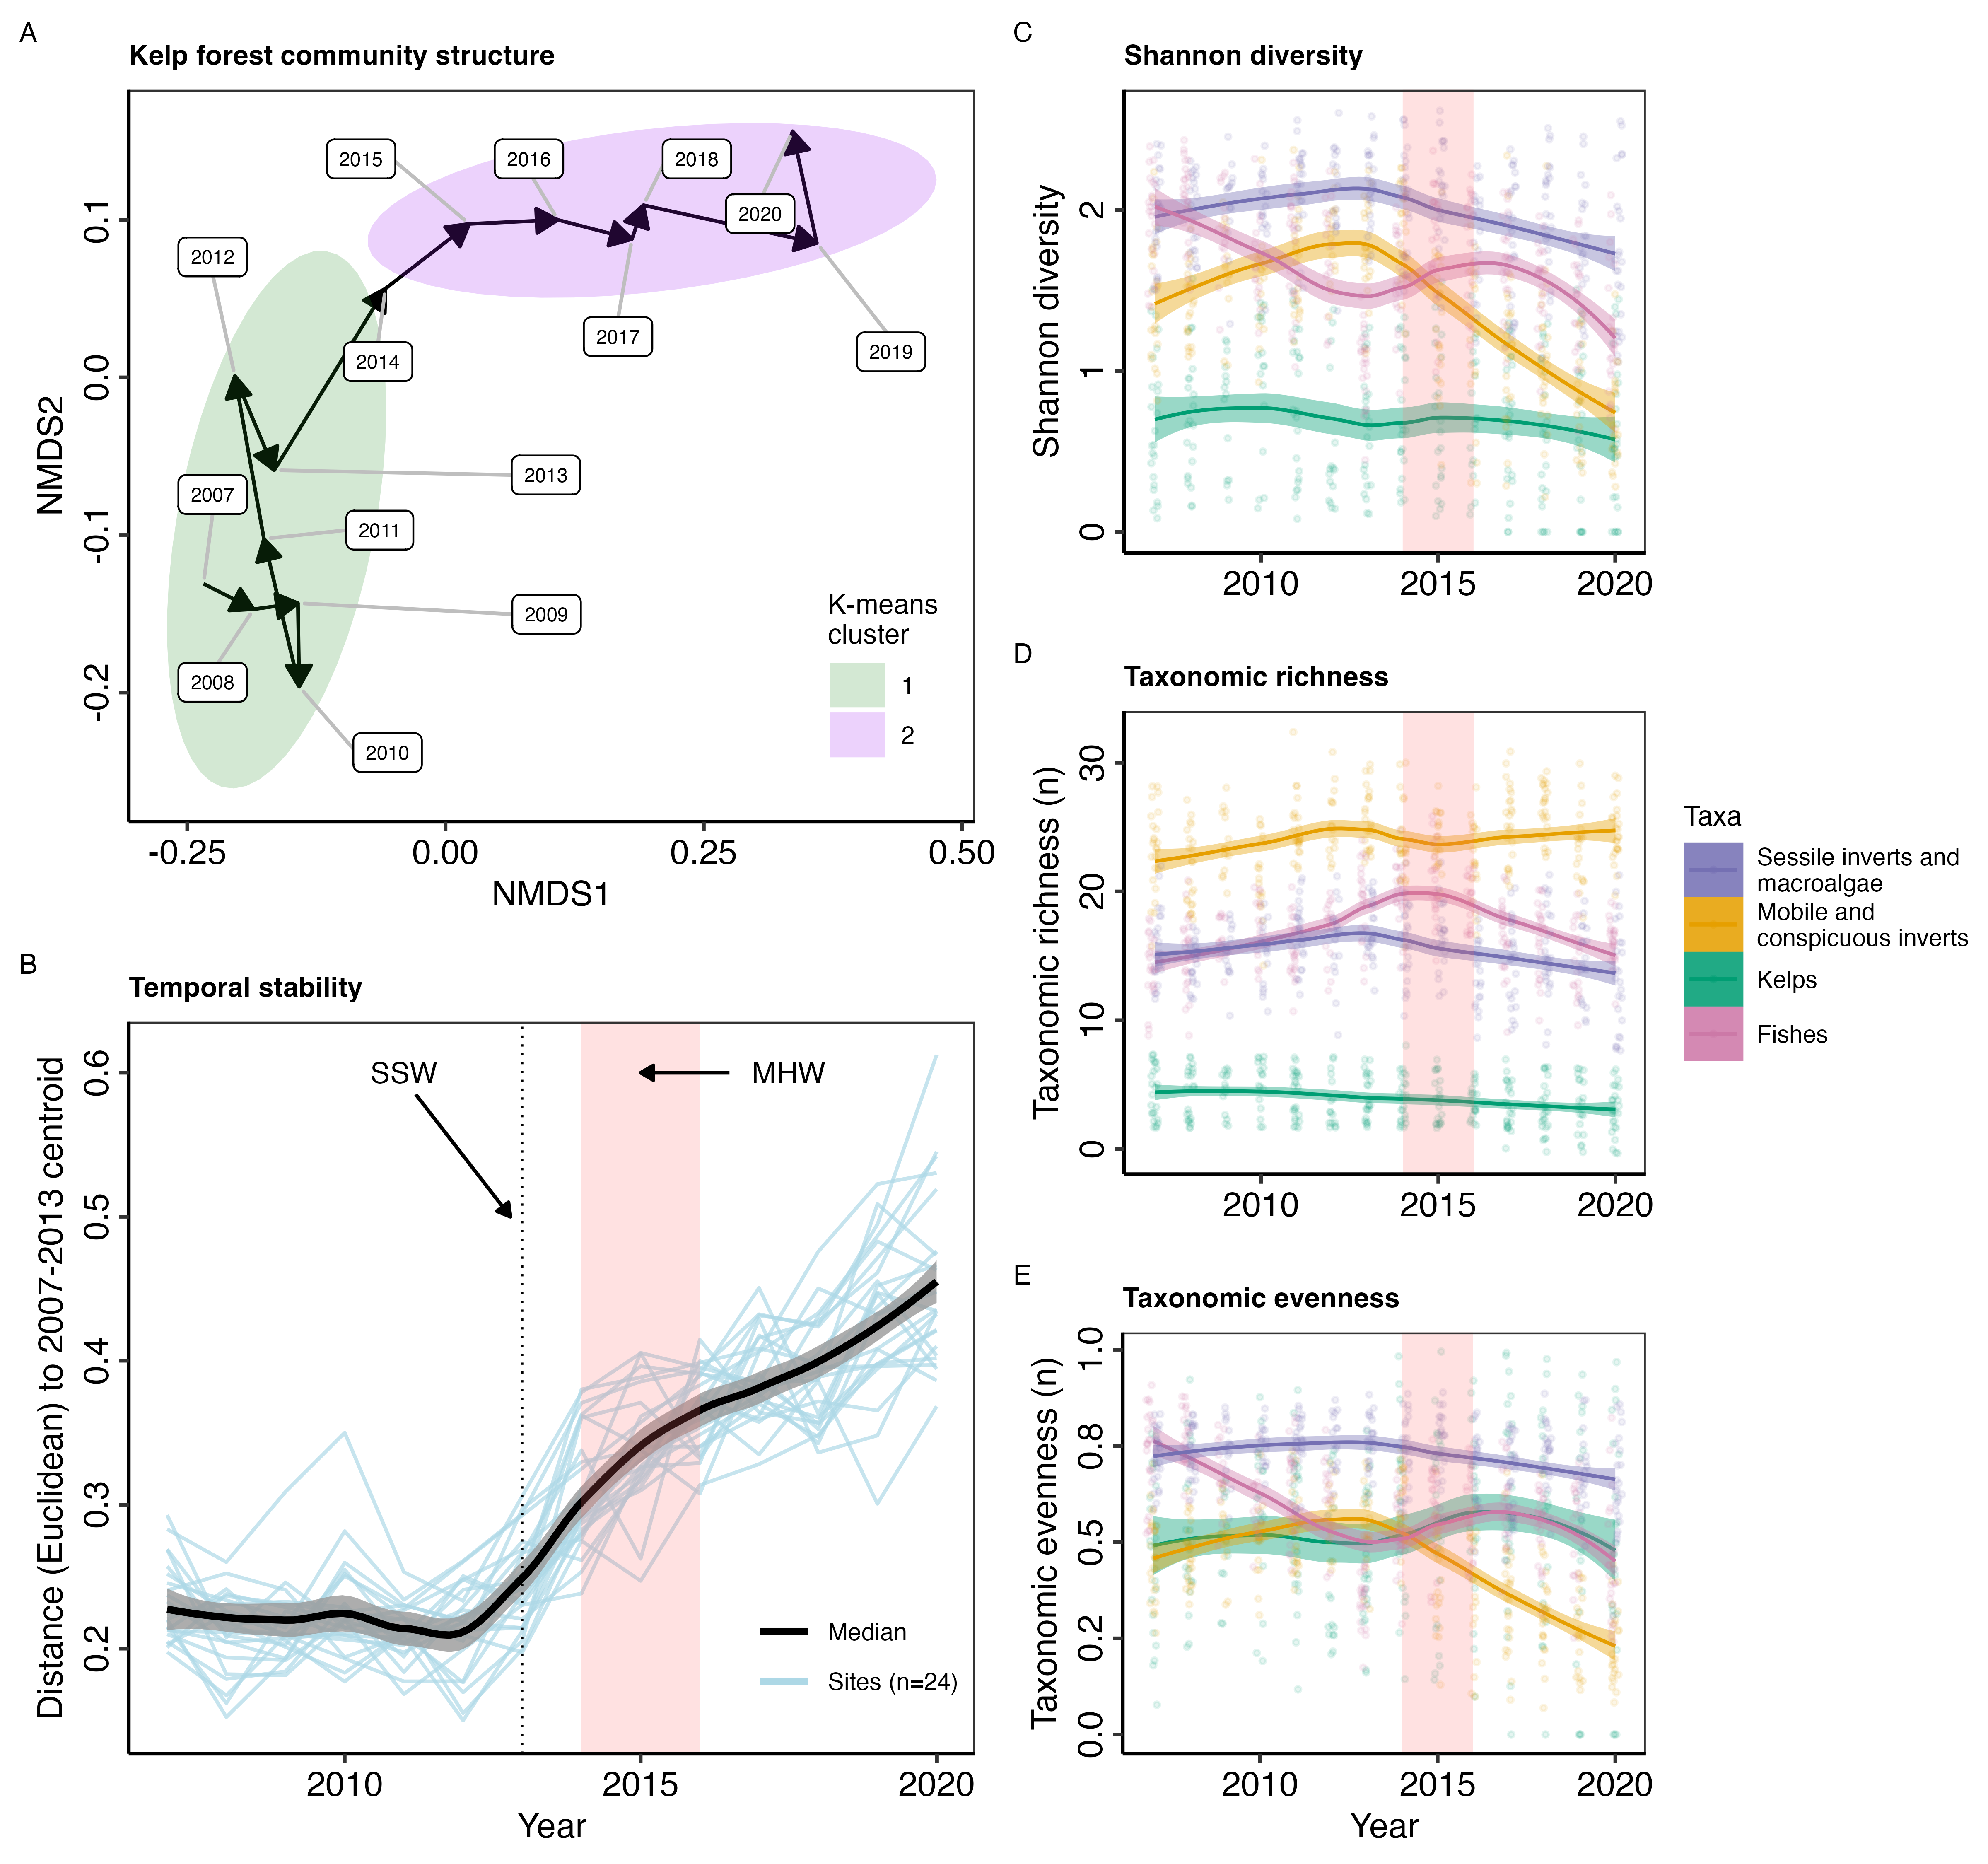 A
Kelp forest community structure
NMDS2
0.1
0.0
-0.1
-0.2
2015
2016
2018
2020
2012
2017
2019
2014
2013
2007
2011
2009
2008
2010
K-means
cluster
1
2
-0.25
0.00
0.25
0.50
NMDS1
B
Temporal stability
Distance (Euclidean) to 2007-2013 centroid
0.6
0.5
0.4
0.3
0.2
SSW
MHW
Median
Sites (n=24)
2010
2015
2020
Year
C
Shannon diversity
Shannon diversity
2
1
0
2010
2015
2020
D
Taxonomic richness
Taxonomic richness (n)
30
20
10
0
2010
2015
2020
Taxa
Sessile inverts and
macroalgae
Mobile and
conspicuous inverts
Kelps
Fishes
E
Taxonomic evenness
Taxonomic evenness (n)
1.0
0.8
0.5
0.2
0.0
2010
2015
2020
Year